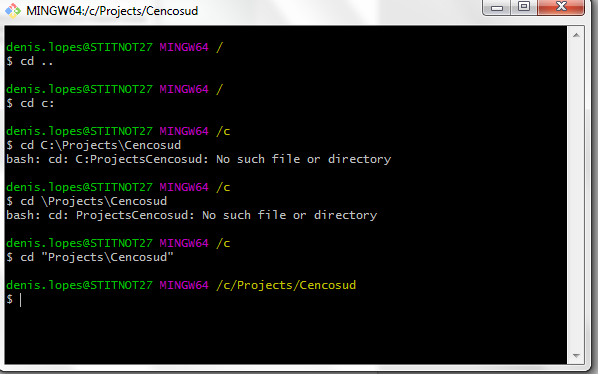 MINGW64:/c/Projects/Cencosud
denis.lopes@STITNOT27 MINGW64 /
$ cd ..
denis.lopes@STITNOT27 MINGW64 /
$ cd c:
denis.lopes@STITNOT27 MINGW64 /c
$ cd C:\Projects\Cencosud
bash: cd: C:ProjectsCencosud: No such file or directory
denis.lopes@STITNOT27 MINGW64 /c
$ cd \Projects\Cencosud
bash: cd: ProjectsCencosud: No such file or directory
denis.lopes@STITNOT27 MINGW64 /c
$ cd "Projects\Cencosud"
denis.lopes@STITNOT27 MINGW64 /c/Projects/Cencosud
$